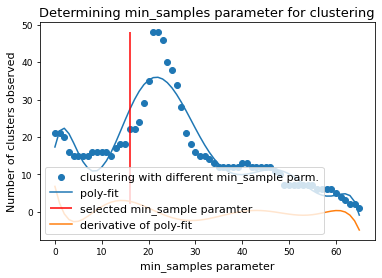 Determining min_samples parameter for clustering
Number of clusters observed
50
40
30
20
10
0
clustering with different min_sample parm.
poly-fit
selected min_sample paramter
derivative of poly-fit
0 10 20 30 40 50 60
min_samples parameter